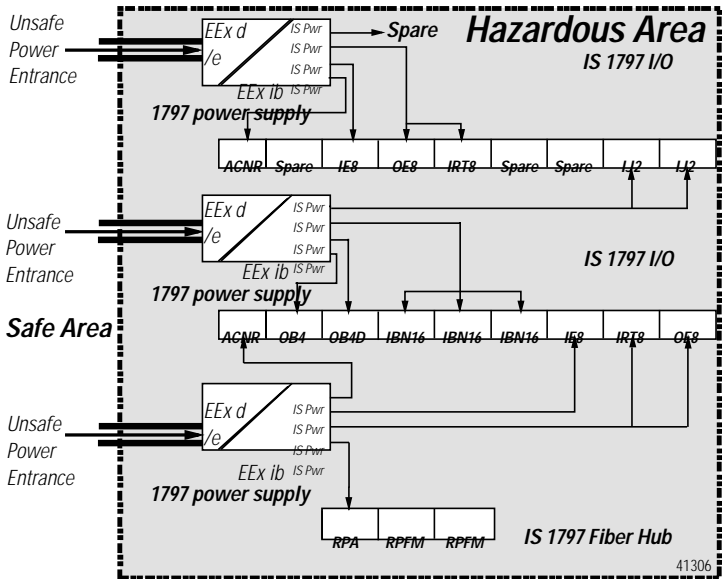 Unsafe
Power
Entrance
EEx d
/e
IS Pwr
IS Pwr
IS Pwr
IS Pwr
EEx ib
1797 power supply
Spare
Hazardous Area
IS 1797 I/O
ACNR Spare IE8 OE8 IRT8 Spare Spare IJ2 IJ2
Unsafe
Power
Entrance
EEx d
/e
IS Pwr
IS Pwr
IS Pwr
IS Pwr
EEx ib
1797 power supply
IS 1797 I/O
Safe Area
ACNR OB4 OB4D IBN16 IBN16 IBN16 IE8 IRT8 OE8
Unsafe
Power
Entrance
EEx d
/e
IS Pwr
IS Pwr
IS Pwr
IS Pwr
EEx ib
1797 power supply
RPA RPFM RPFM
IS 1797 Fiber Hub
41306